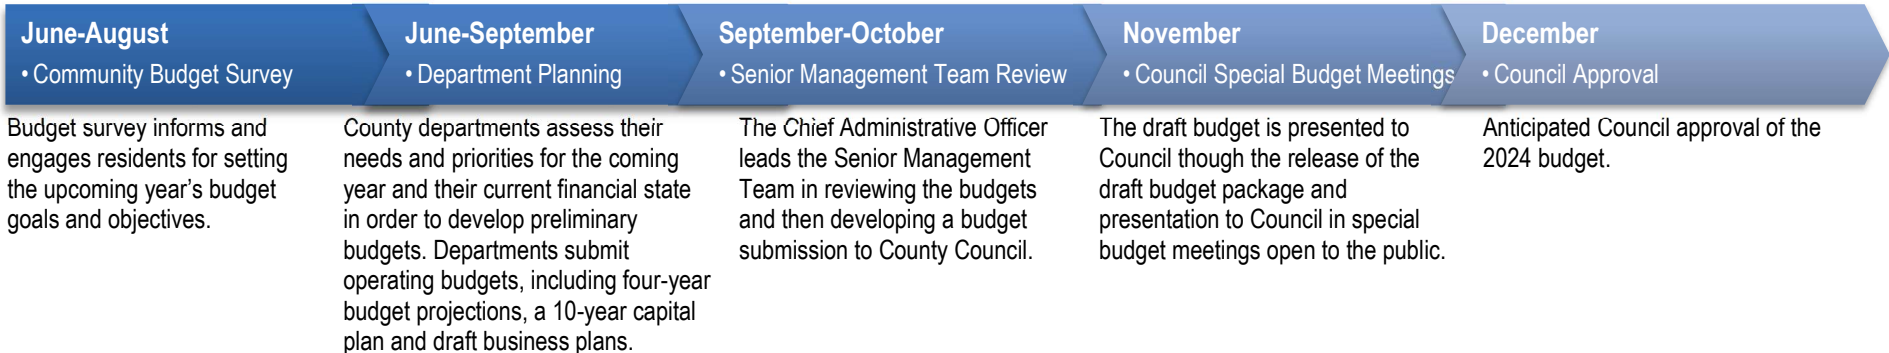 June-August
• Community Budget Survey
Budget survey informs and
engages residents for setting
the upcoming year's budget
goals and objectives.
June-September
• Department Planning
County departments assess their
needs and priorities for the coming
year and their current financial state
in order to develop preliminary
budgets. Departments submit
operating budgets, including four-year
budget projections, a 10-year capital
plan and draft business plans.
September-October
• Senior Management Team Review
The Chief Administrative Officer
leads the Senior Management
Team in reviewing the budgets
and then developing a budget
submission to County Council.
November
• Council Special Budget Meetings
The draft budget is presented to
Council though the release of the
draft budget package and
presentation to Council in special
budget meetings open to the public.
December
• Council Approval
Anticipated Council approval of the
2024 budget.